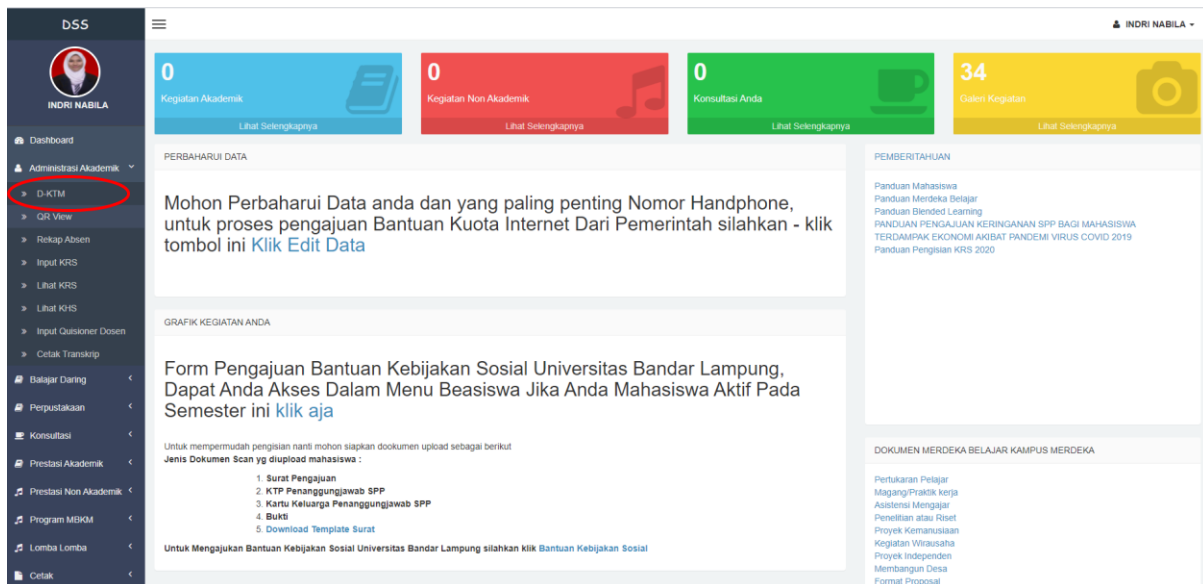 DSS
INDRI NABILA
INDRI NABILA
Dashboard
Administrasi Akademik
D-KTM
QR View
Rekap Absen
Input KRS
Lihat KRS
Lihat KHS
Input Quisioner Dosen
Cetak Transkrip
Balajar Daring
Perpustakaan
Konsultasi
Prestasi Akademik
Prestasi Non Akademik
Program MBKM
Lomba Lomba
Cetak
0
Kegiatan Akademik
Lihat Selengkapnya
0
Kegiatan Non Akademik
Lihat Selengkapnya
0
Konsultasi Anda
Lihat Selengkapnya
34
Galeri Kegiatan
Lihat Selengkapnya
PERBAHARUI DATA
Mohon Perbaharui Data anda dan yang paling penting Nomor Handphone,
untuk proses pengajuan Bantuan Kuota Internet Dari Pemerintah silahkan - klik
tombol ini Klik Edit Data
GRAFIK KEGIATAN ANDA
Form Pengajuan Bantuan Kebijakan Sosial Universitas Bandar Lampung,
Dapat Anda Akses Dalam Menu Beasiswa Jika Anda Mahasiswa Aktif Pada
Semester ini klik aja
Untuk mempermudah pengisian nanti mohon siapkan dookumen upload sebagai berikut
Jenis Dokumen Scan yg diupload mahasiswa :
1. Surat Pengajuan
2. KTP Penanggungjawab SPP
3. Kartu Keluarga Penanggungjawab SPP
4. Bukti
5. Download Template Surat
Untuk Mengajukan Bantuan Kebijakan Sosial Universitas Bandar Lampung silahkan klik Bantuan Kebijakan Sosial
PEMBERITAHUAN
Panduan Mahasiswa
Panduan Merdeka Belajar
Panduan Blended Learning
PANDUAN PENGAJUAN KERINGANAN SPP BAGI MAHASISWA
TERDAMPAK EKONOMI AKIBAT PANDEMI VIRUS COVID 2019
Panduan Pengisian KRS 2020
DOKUMEN MERDEKA BELAJAR KAMPUS MERDEKA
Pertukaran Pelajar
Magang/Praktik kerja
Asistensi Mengajar
Penelitian atau Riset
Proyek Kemanusiaan
Kegiatan Wirausaha
Proyek Independen
Membangun Desa
Format Proposal